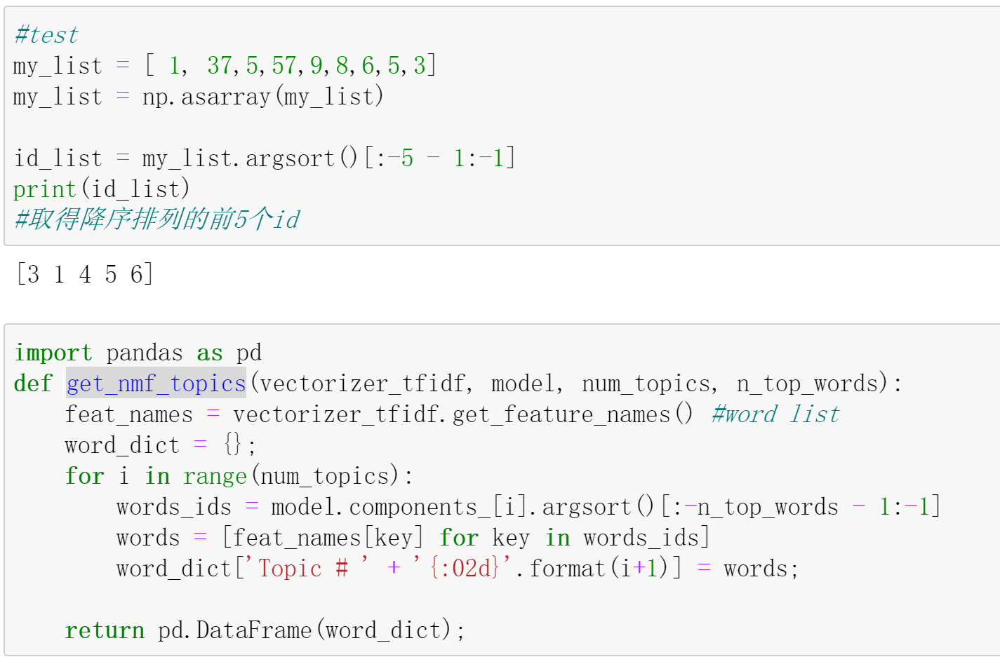 #test
my_list = [ 1, 37,5,57,9,8,6,5,3]
my_list = np.asarray(my_list)
id_list = my_list.argsort()[:-5 - 1:-1]
print(id_list)
#取得降序排列的前5个id
[3 1 4 5 6]
import pandas as pd
def get_nmf_topics(vectorizer_tfidf, model, num_topics, n_top_words):
    feat_names = vectorizer_tfidf.get_feature_names() #word list
    word_dict = {};
    for i in range(num_topics):
        words_ids = model.components_[i].argsort()[:-n_top_words - 1:-1]
        words = [feat_names[key] for key in words_ids]
        word_dict['Topic # ' + '{:02d}'.format(i+1)] = words;
    return pd.DataFrame(word_dict);